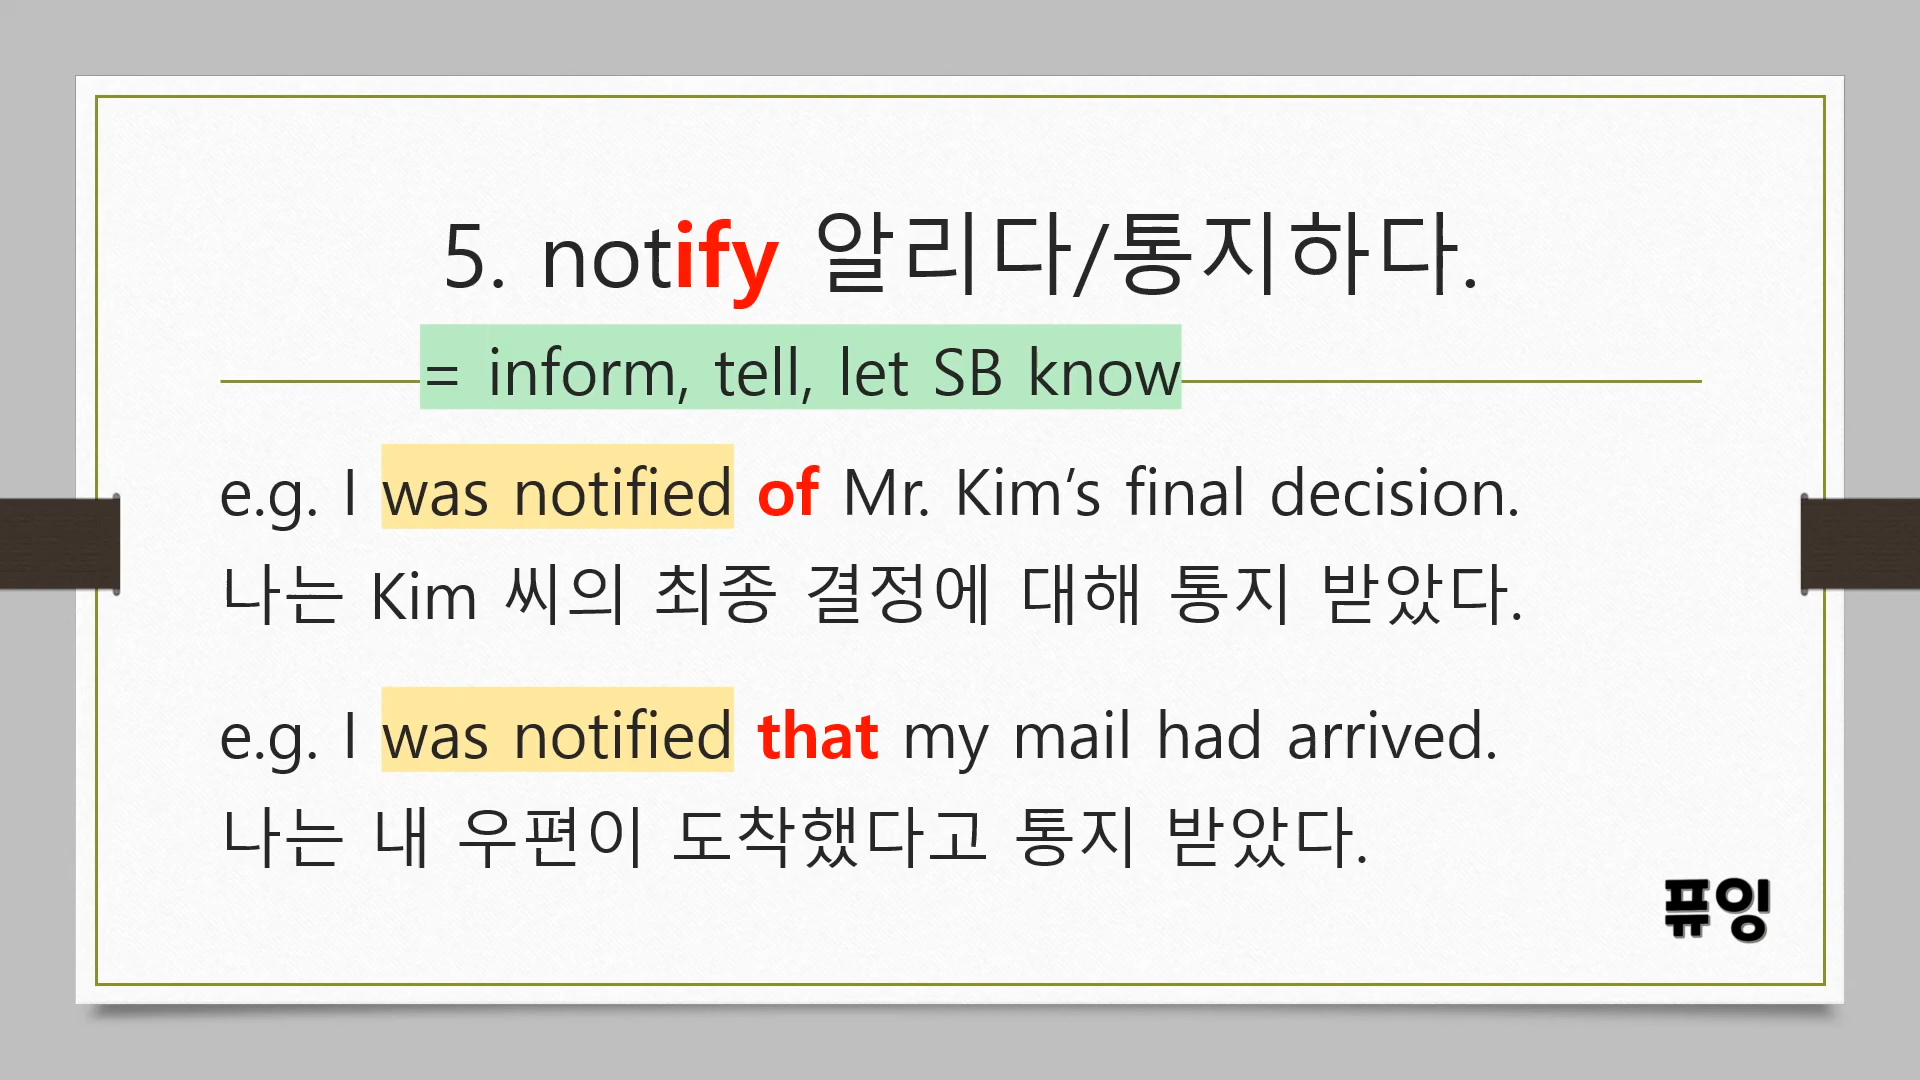 5. notify 알리다/통지하다.
= inform, tell, let SB know
e.g. I was notified of Mr. Kim’s final decision.
나는 Kim 씨의 최종 결정에 대해 통지 받았다.
e.g. I was notified that my mail had arrived.
나는 내 우편이 도착했다고 통지 받았다.
퓨잉